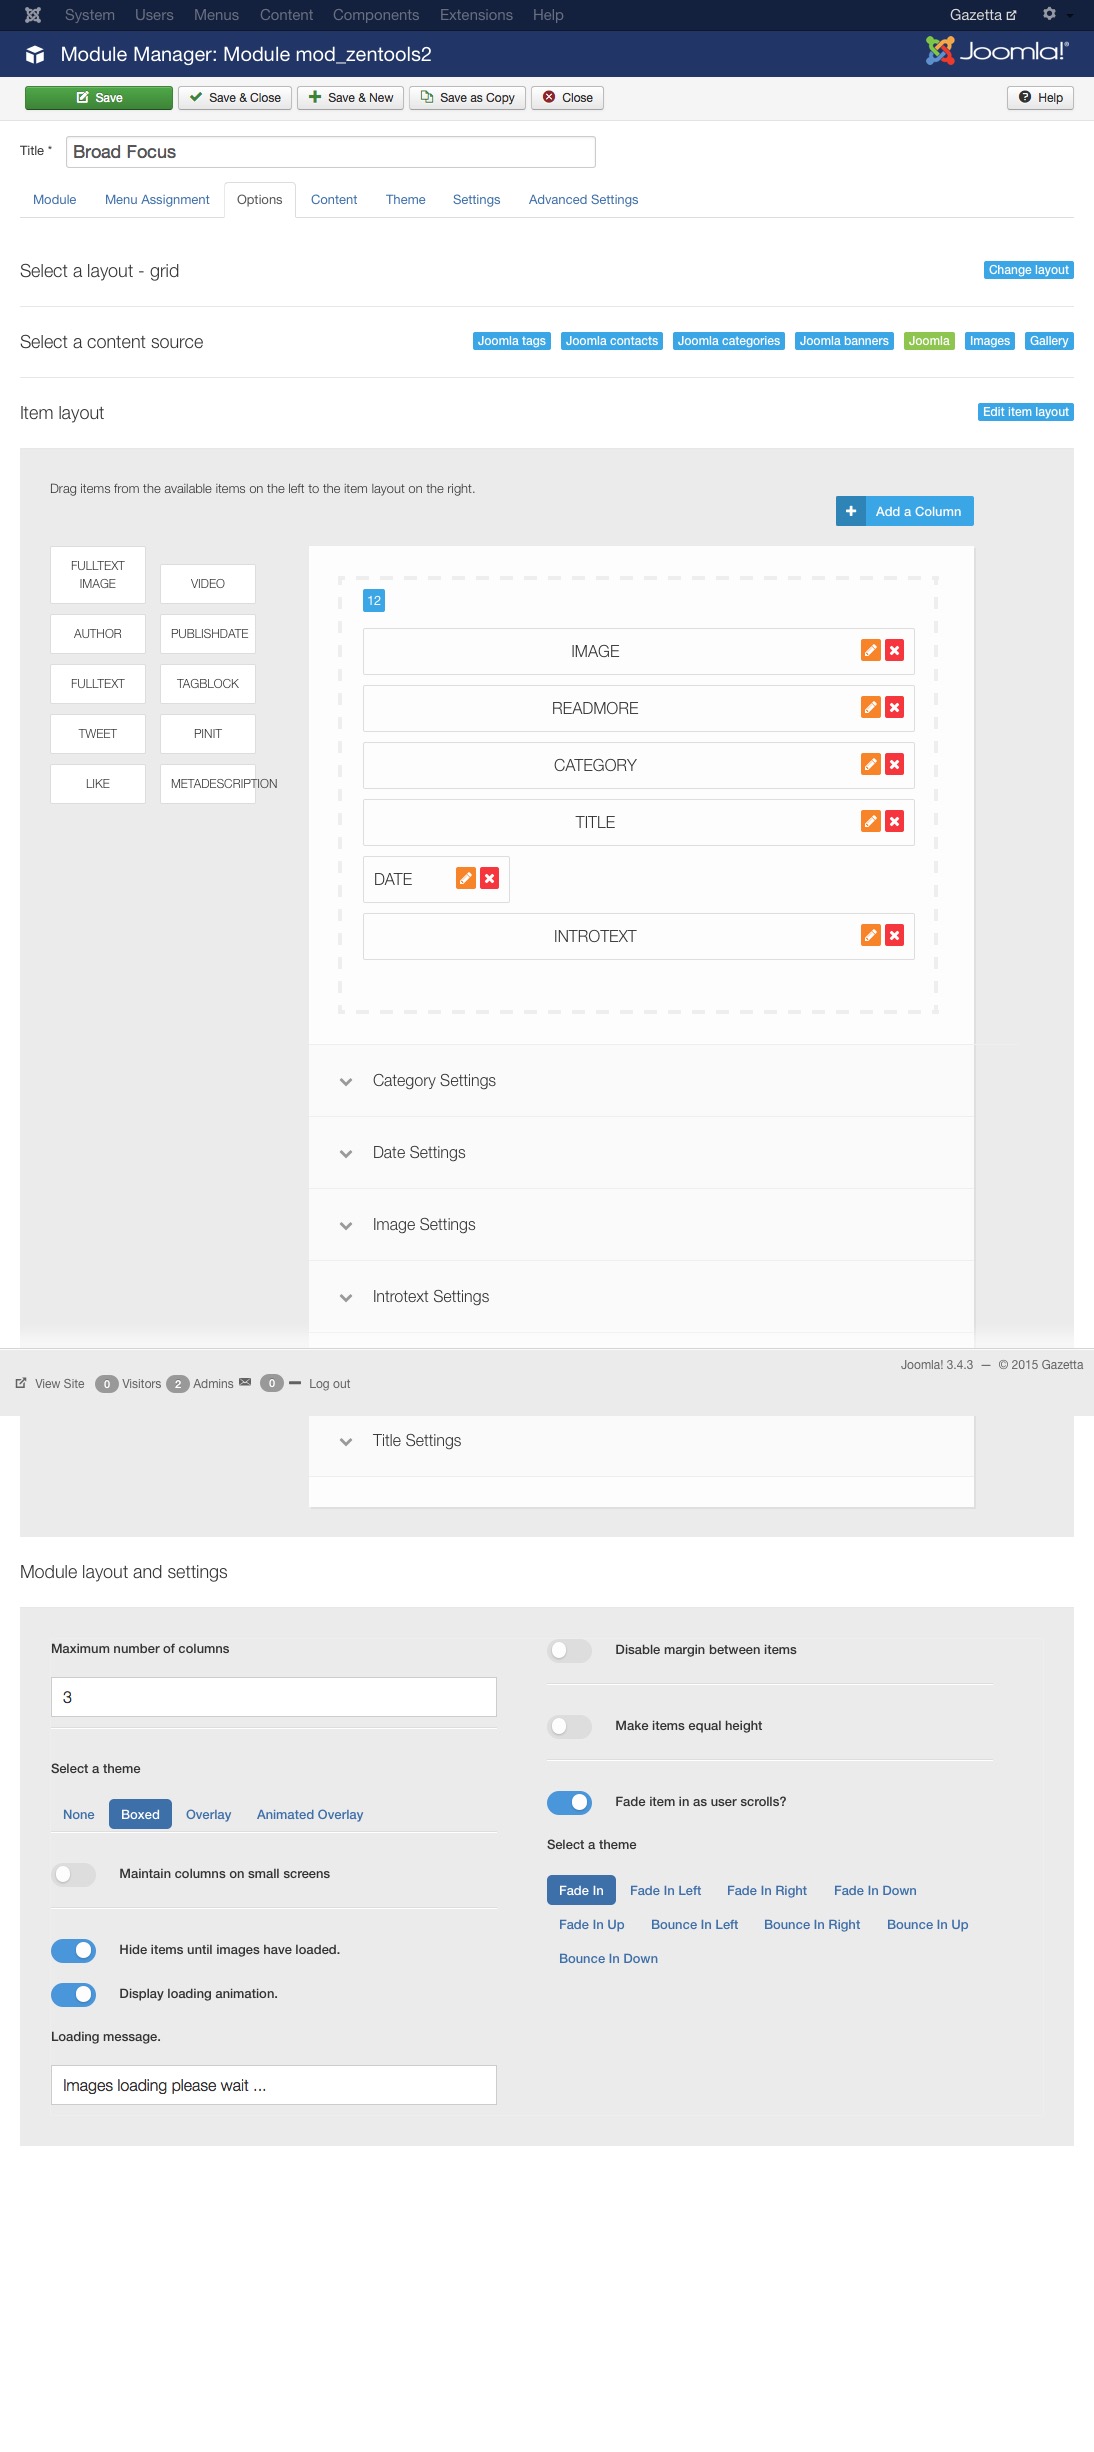 System Users Menus Content Components Extensions Help Gazetta
Module Manager: Module mod_zentools2 Joomla!®
Save Save & Close Save & New Save as Copy Close Help
Title * Broad Focus
Module Menu Assignment Options Content Theme Settings Advanced Settings
Select a layout - grid Change layout
Select a content source Joomla tags Joomla contacts Joomla categories Joomla banners Joomla Images Gallery
Item layout Edit item layout
Drag items from the available items on the left to the item layout on the right.
Add a Column
FULLTEXT
IMAGE VIDEO
12
AUTHOR PUBLISHDATE
IMAGE
FULLTEXT TAGBLOCK
READMORE
TWEET PINIT
CATEGORY
LIKE METADESCRIPTION
TITLE
DATE
INTROTEXT
Category Settings
Date Settings
Image Settings
Introtext Settings
Joomla! 3.4.3 — © 2015 Gazetta
View Site 0 Visitors 2 Admins 0 Log out
Title Settings
Module layout and settings
Maximum number of columns
3
Select a theme
None Boxed Overlay Animated Overlay
Maintain columns on small screens
Hide items until images have loaded.
Display loading animation.
Loading message.
Images loading please wait ...
Disable margin between items
Make items equal height
Fade item in as user scrolls?
Select a theme
Fade In Fade In Left Fade In Right Fade In Down
Fade In Up Bounce In Left Bounce In Right Bounce In Up
Bounce In Down